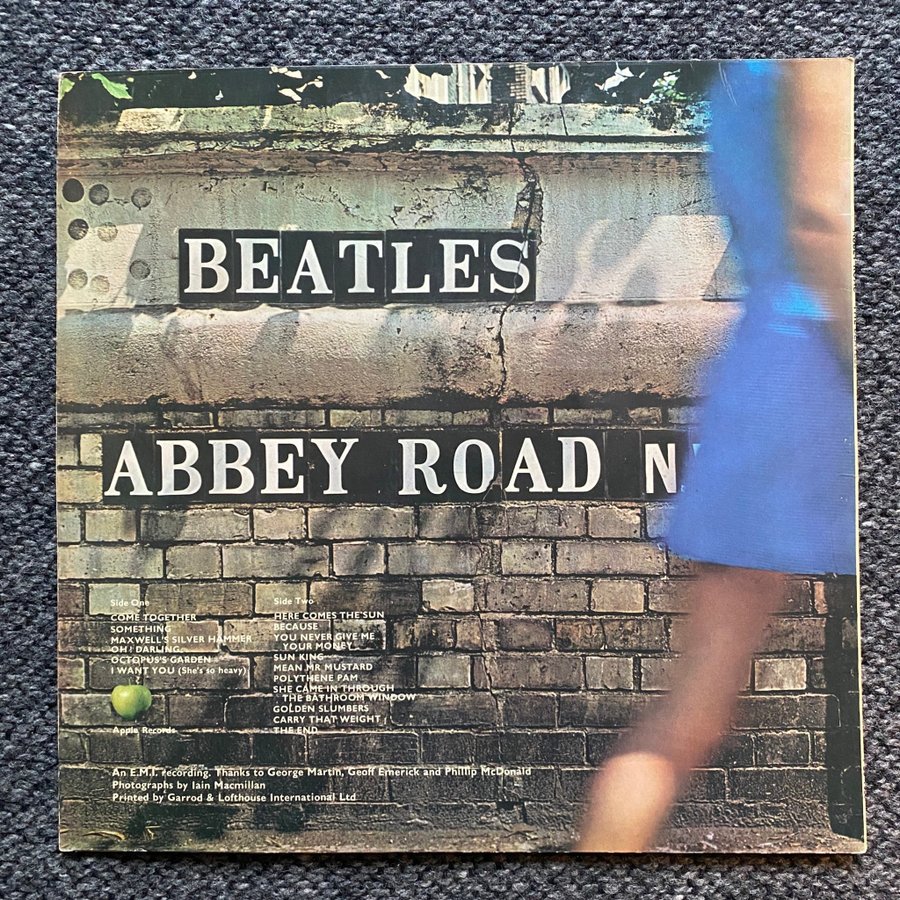 BEATLES
ABBEY ROAD N
Side One
COME TOGETHER
SOMETHING
MAXWELL'S SILVER HAMMER
OH! DARLING
OCTOPUS'S GARDEN
I WANT YOU (She's so heavy)
Apple Records
Side Two
HERE COMES THE SUN
BECAUSE
YOU NEVER GIVE ME
YOUR MONEY
SUN KING
MEAN MR MUSTARD
POLYTHENE PAM
SHE CAME IN THROUGH
THE BATHROOM WINDOW
GOLDEN SLUMBERS
CARRY THAT WEIGHT
THE END
An E.M.I. recording. Thanks to George Martin, Geoff Emerick and Phillip McDonald
Photographs by Iain Macmillan
Printed by Garrod & Lofthouse International Ltd